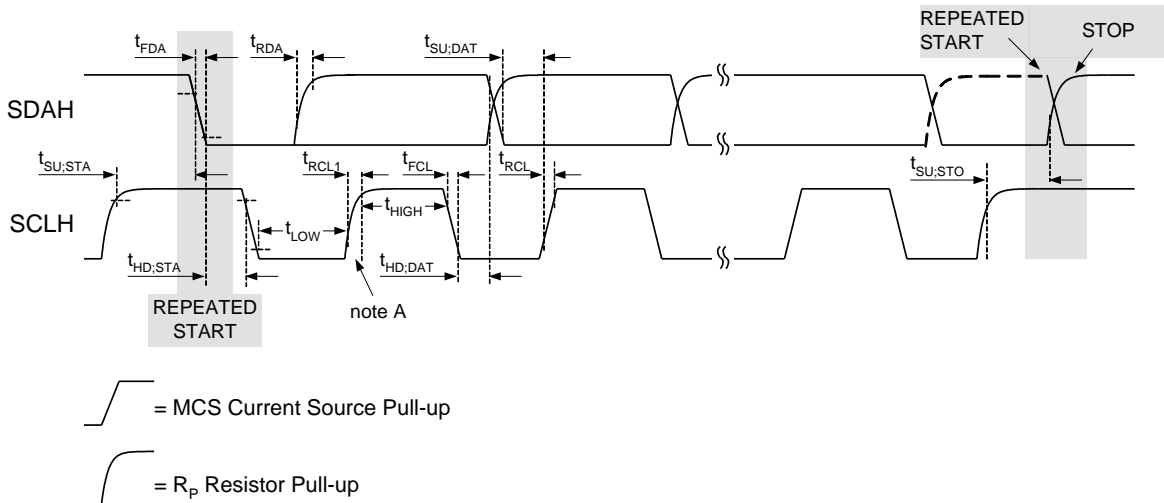 REPEATED
START
STOP
t_FDA
t_RDA
t_SU;DAT
SDAH
t_SU;STA
t_RCL1
t_FCL
t_RCL
t_SU;STO
SCLH
t_HIGH
t_LOW
t_HD;STA
t_HD;DAT
REPEATED
START
note A
= MCS Current Source Pull-up
= R_P Resistor Pull-up